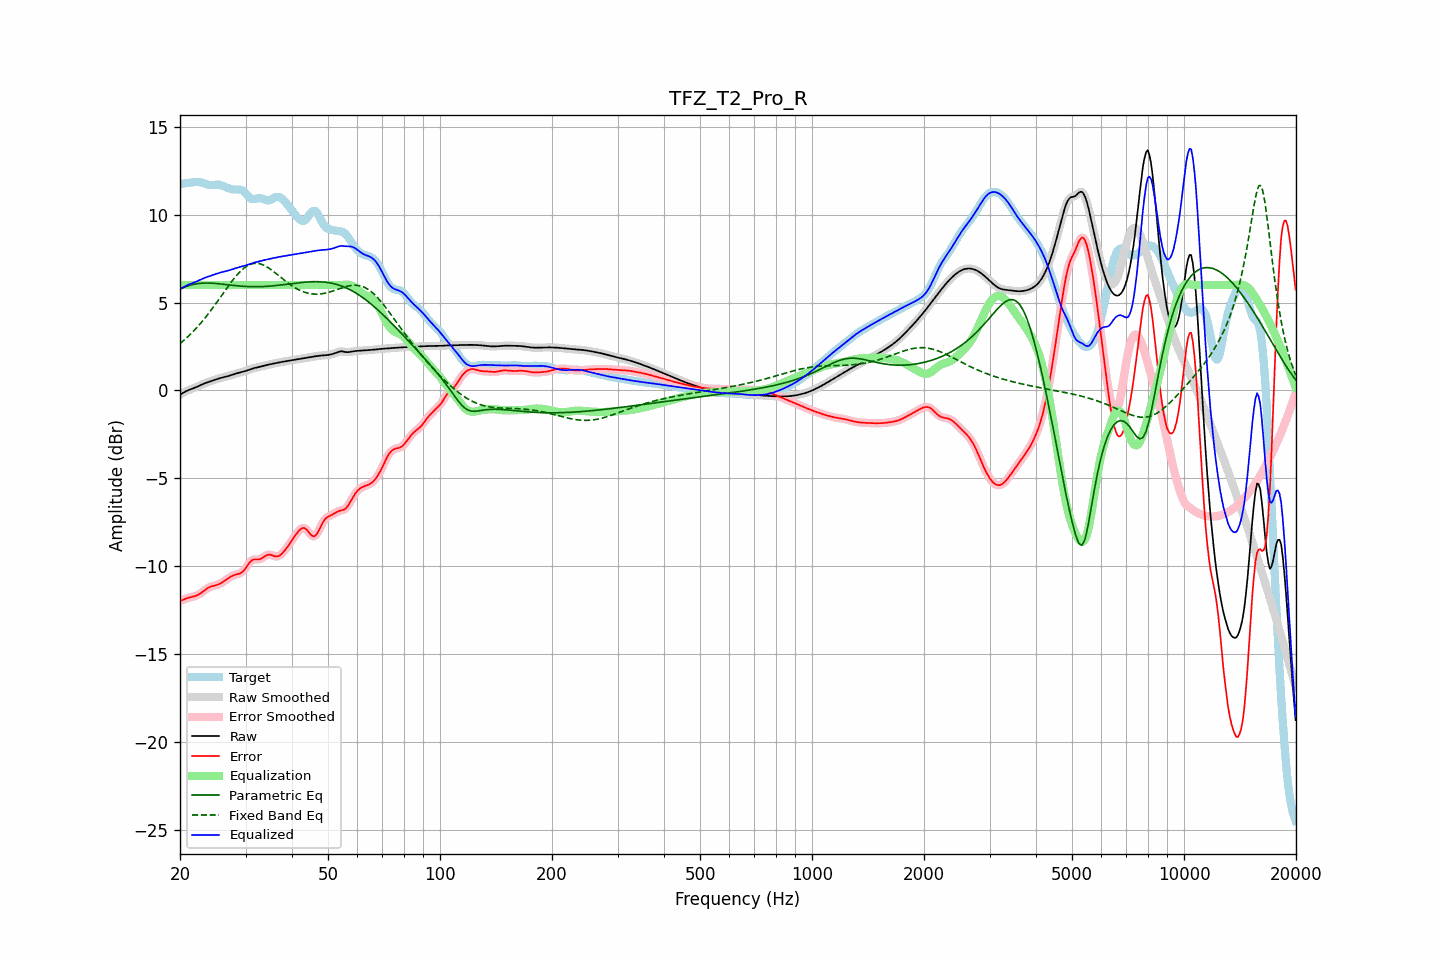 TFZ_T2_Pro_R
Amplitude (dBr)
15
10
5
0
−5
−10
−15
−20
−25
Target
Raw Smoothed
Error Smoothed
Raw
Error
Equalization
Parametric Eq
Fixed Band Eq
Equalized
20
50
100
200
500
1000
2000
5000
10000
20000
Frequency (Hz)